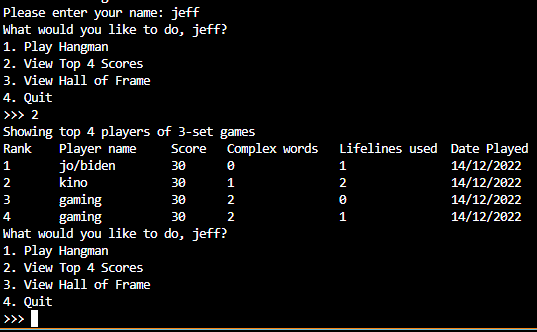 Please enter your name: jeff
What would you like to do, jeff?
1. Play Hangman
2. View Top 4 Scores
3. View Hall of Frame
4. Quit
>>> 2
Showing top 4 players of 3-set games
Rank Player name Score Complex words Lifelines used Date Played
1 jo/biden 30 0 1 14/12/2022
2 kino 30 1 2 14/12/2022
3 gaming 30 2 0 14/12/2022
4 gaming 30 2 1 14/12/2022
What would you like to do, jeff?
1. Play Hangman
2. View Top 4 Scores
3. View Hall of Frame
4. Quit
>>>